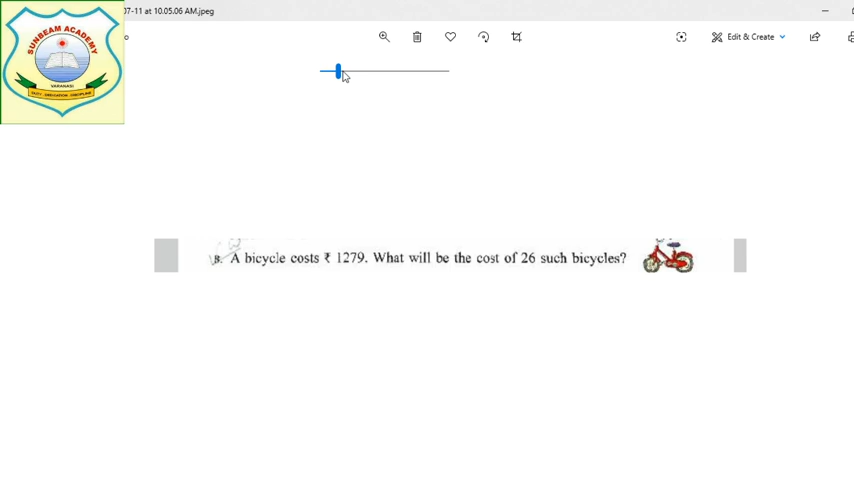 07-11 at 10.05.06 AM.jpeg
SUNBEAM ACADEMY
VARANASI
Edit & Create
8. A bicycle costs ₹ 1279. What will be the cost of 26 such bicycles?